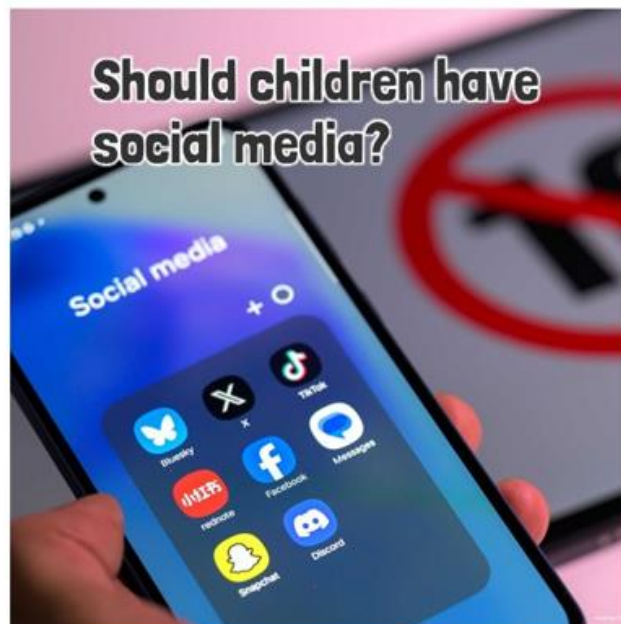 Should children have
social media?
Social media
Bluesky
X
TikTok
小红书
rednote
Facebook
Messages
Snapchat
Discord